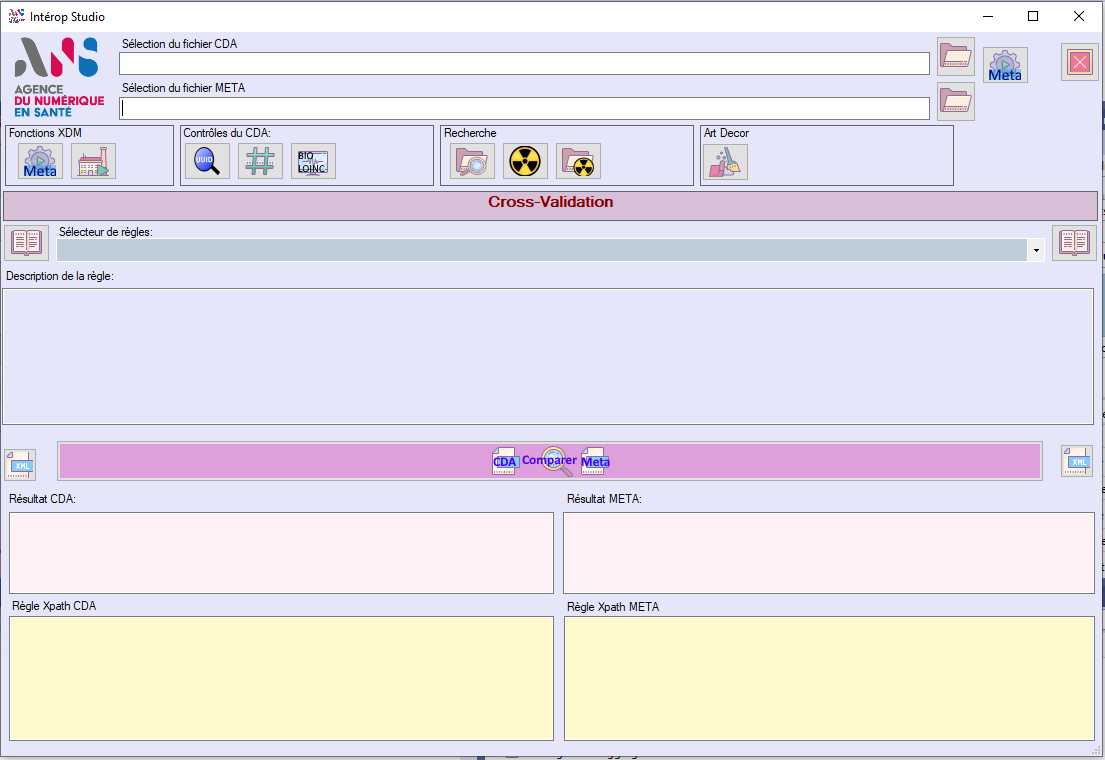 Intérop Studio
ANS
AGENCE
DU NUMÉRIQUE
EN SANTÉ
Sélection du fichier CDA
Meta
Sélection du fichier META
Fonctions XDM
Contrôles du CDA:
Recherche
Art Decor
Meta
UUID
BIO
LOINC
Cross-Validation
Sélecteur de règles:
Description de la règle:
XML
CDA Comparer Meta
XML
Résultat CDA:
Résultat META:
Règle Xpath CDA
Règle Xpath META